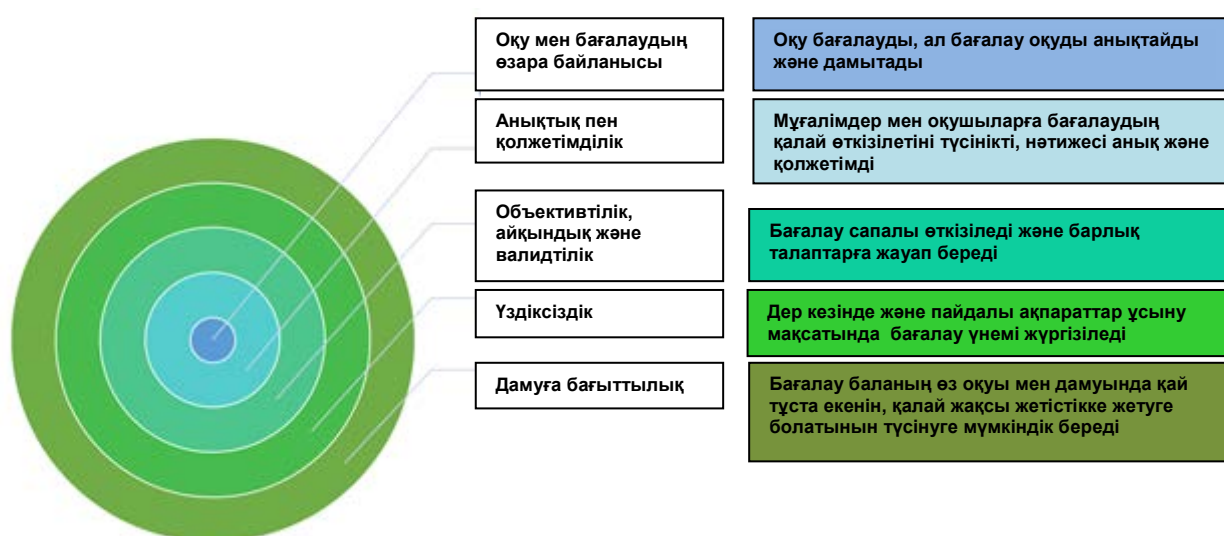 Оқу мен бағалаудың
өзара байланысы
Оқу бағалауды, ал бағалау оқуды анықтайды
және дамытады
Анықтық пен
қолжетімділік
Мұғалімдер мен оқушыларға бағалаудың
қалай өткізілетіні түсінікті, нәтижесі анық және
қолжетімді
Объективтілік,
айқындық және
валидтілік
Бағалау сапалы өткізіледі және барлық
талаптарға жауап береді
Үздіксіздік
Дер кезінде және пайдалы ақпараттар ұсыну
мақсатында бағалау үнемі жүргізіледі
Дамуға бағыттылық
Бағалау баланың өз оқуы мен дамуында қай
тұста екенін, қалай жақсы жетістікке жетуге
болатынын түсінуге мүмкіндік береді